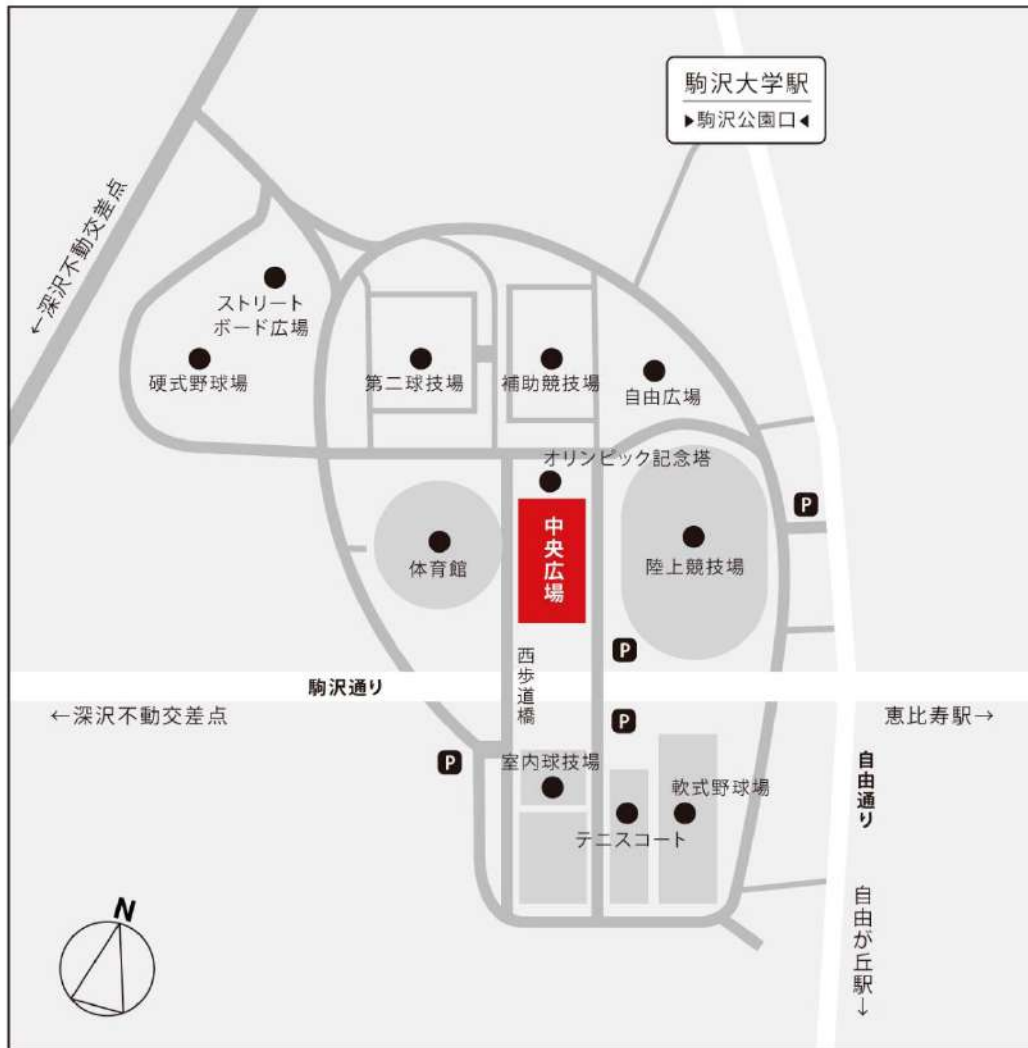 駒沢大学駅
▶駒沢公園口◀
←深沢不動交差点
ストリート
ボード広場
硬式野球場
第二球技場
補助競技場
自由広場
オリンピック記念塔
P
中央広場
体育館
陸上競技場
P
西歩道橋
駒沢通り
←深沢不動交差点
P
恵比寿駅→
P
室内球技場
自由通り
軟式野球場
テニスコート
N
自由が丘駅→